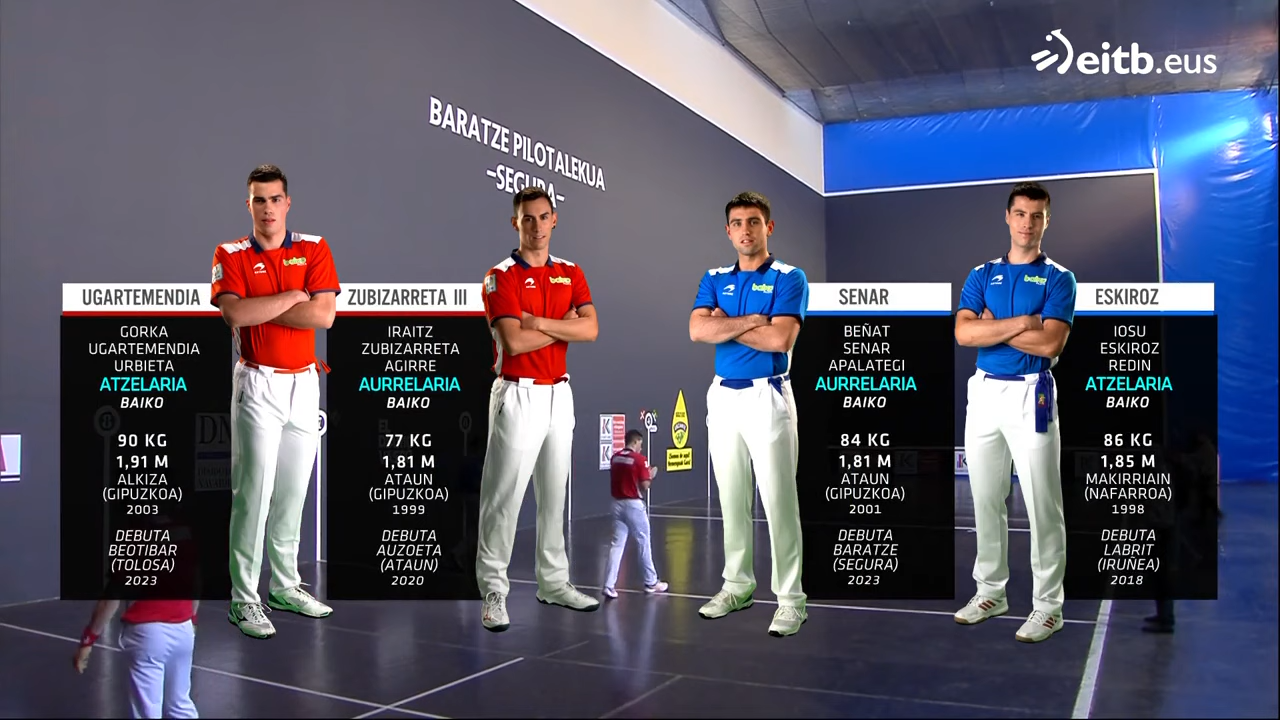 eitb.eus
BARATZE PILOTALEKUA
-SEGURA-
UGARTEMENDIA
GORKA
UGARTEMENDIA
URBIETA
ATZELARIA
BAIKO
90 KG
1,91 M
ALKIZA
(GIPUZKOA)
2003
DEBUTA
BEOTIBAR
(TOLOSA)
2023
ZUBIZARRETA III
IRAITZ
ZUBIZARRETA
AGIRRE
AURRELARIA
BAIKO
77 KG
1,81 M
ATAUN
(GIPUZKOA)
1999
DEBUTA
AUZOETA
(ATAUN)
2020
SENAR
BEÑAT
SENAR
APALATEGI
AURRELARIA
BAIKO
84 KG
1,81 M
ATAUN
(GIPUZKOA)
2001
DEBUTA
BARATZE
(SEGURA)
2023
ESKIROZ
IOSU
ESKIROZ
REDIN
ATZELARIA
BAIKO
86 KG
1,85 M
MAKIRRIAIN
(NAFARROA)
1998
DEBUTA
LABRIT
(IRUÑEA)
2018